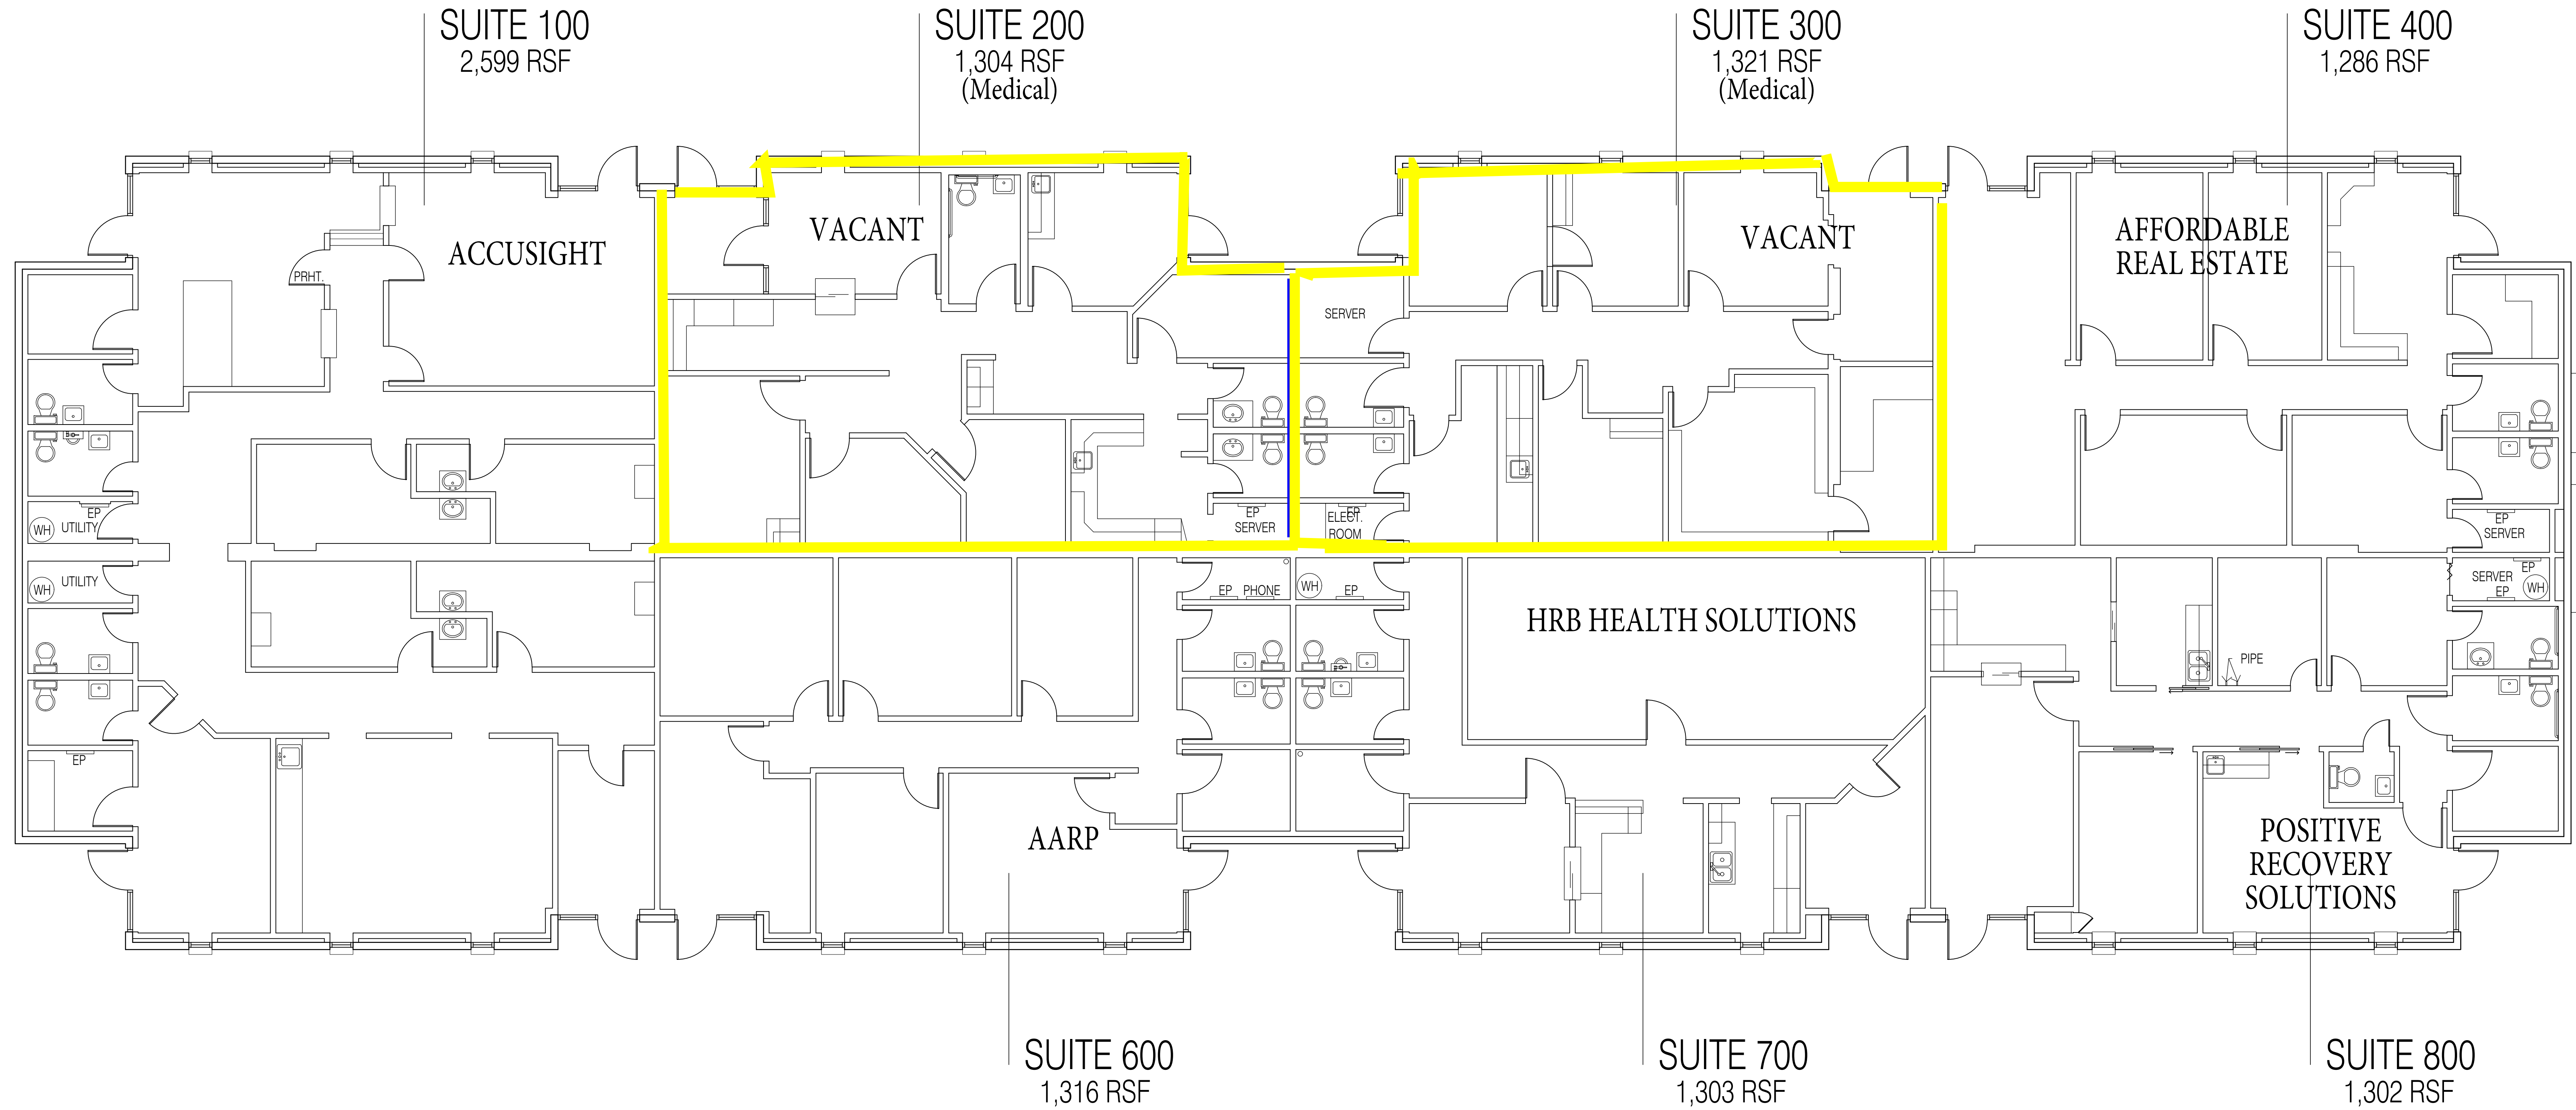 SUITE 100
2,599 RSF
SUITE 200
1,304 RSF
(Medical)
SUITE 300
1,321 RSF
(Medical)
SUITE 400
1,286 RSF
ACCUSIGHT
PRHT.
VACANT
VACANT
AFFORDABLE
REAL ESTATE
SERVER
EP
WH
UTILITY
EP
SERVER
EP
ELECT.
ROOM
EP
SERVER
WH
UTILITY
EP
PHONE
WH
EP
HRB HEALTH SOLUTIONS
PIPE
EP
SERVER
EP
WH
EP
AARP
POSITIVE
RECOVERY
SOLUTIONS
SUITE 600
1,316 RSF
SUITE 700
1,303 RSF
SUITE 800
1,302 RSF